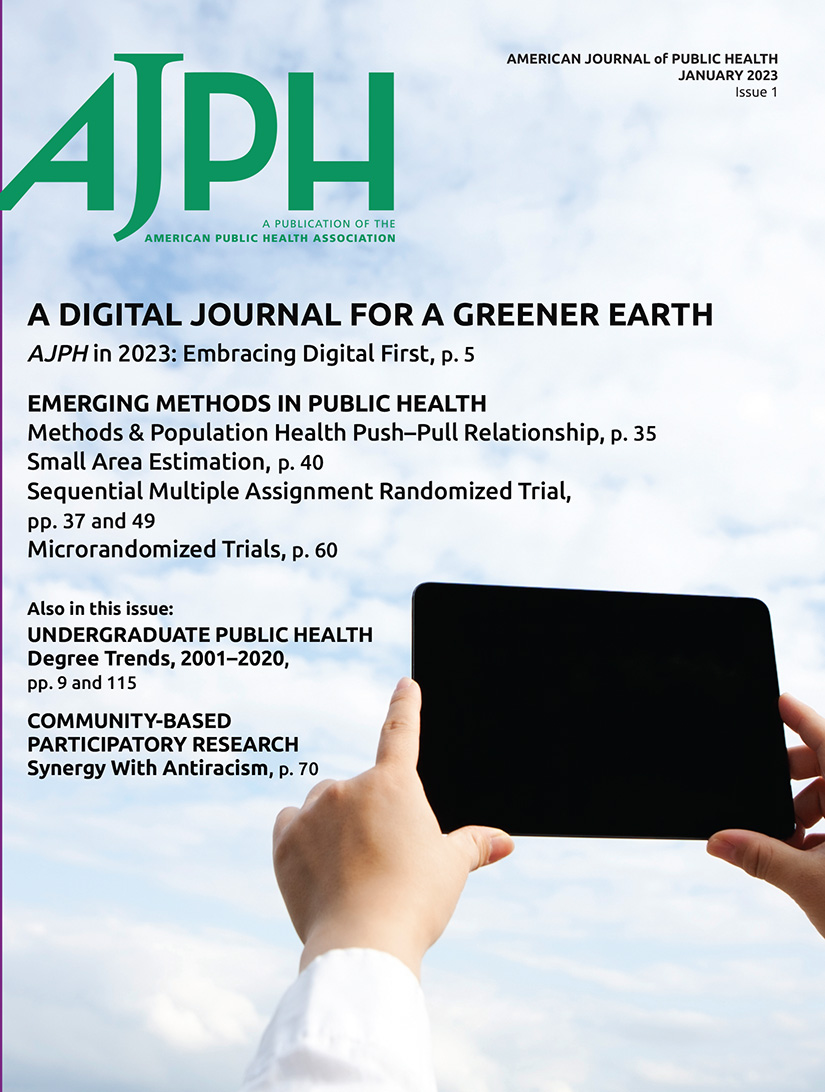 AJPH
A PUBLICATION OF THE
AMERICAN PUBLIC HEALTH ASSOCIATION
AMERICAN JOURNAL of PUBLIC HEALTH
JANUARY 2023
Issue 1
A DIGITAL JOURNAL FOR A GREENER EARTH
AJPH in 2023: Embracing Digital First, p. 5
EMERGING METHODS IN PUBLIC HEALTH
Methods & Population Health Push–Pull Relationship, p. 35
Small Area Estimation, p. 40
Sequential Multiple Assignment Randomized Trial,
pp. 37 and 49
Microrandomized Trials, p. 60
Also in this issue:
UNDERGRADUATE PUBLIC HEALTH
Degree Trends, 2001–2020,
pp. 9 and 115
COMMUNITY-BASED
PARTICIPATORY RESEARCH
Synergy With Antiracism, p. 70